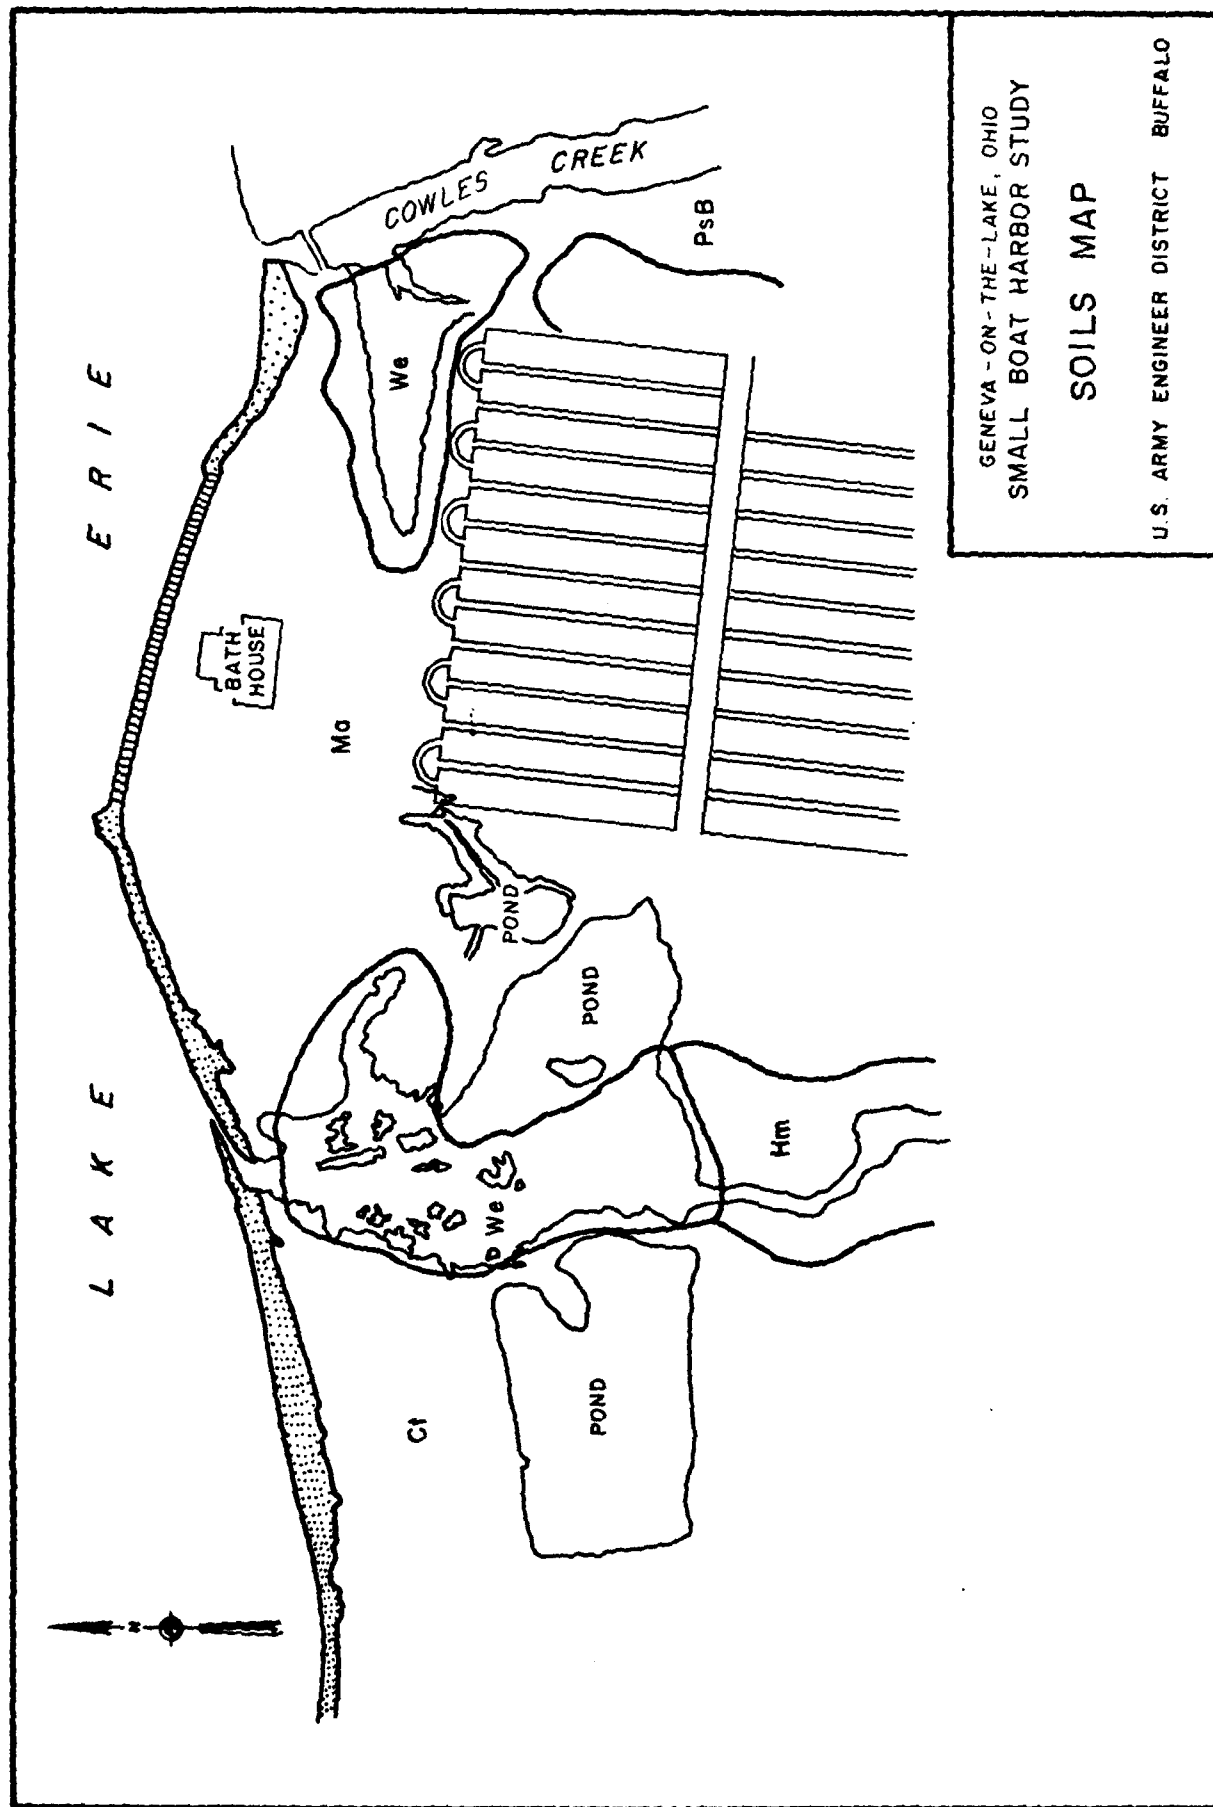 LAKE ERIE
N
BATH
HOUSE
COWLES CREEK
We
Ma
Ct
We
POND
POND
POND
PsB
Hm
GENEVA-ON-THE-LAKE, OHIO
SMALL BOAT HARBOR STUDY
SOILS MAP
U.S. ARMY ENGINEER DISTRICT BUFFALO